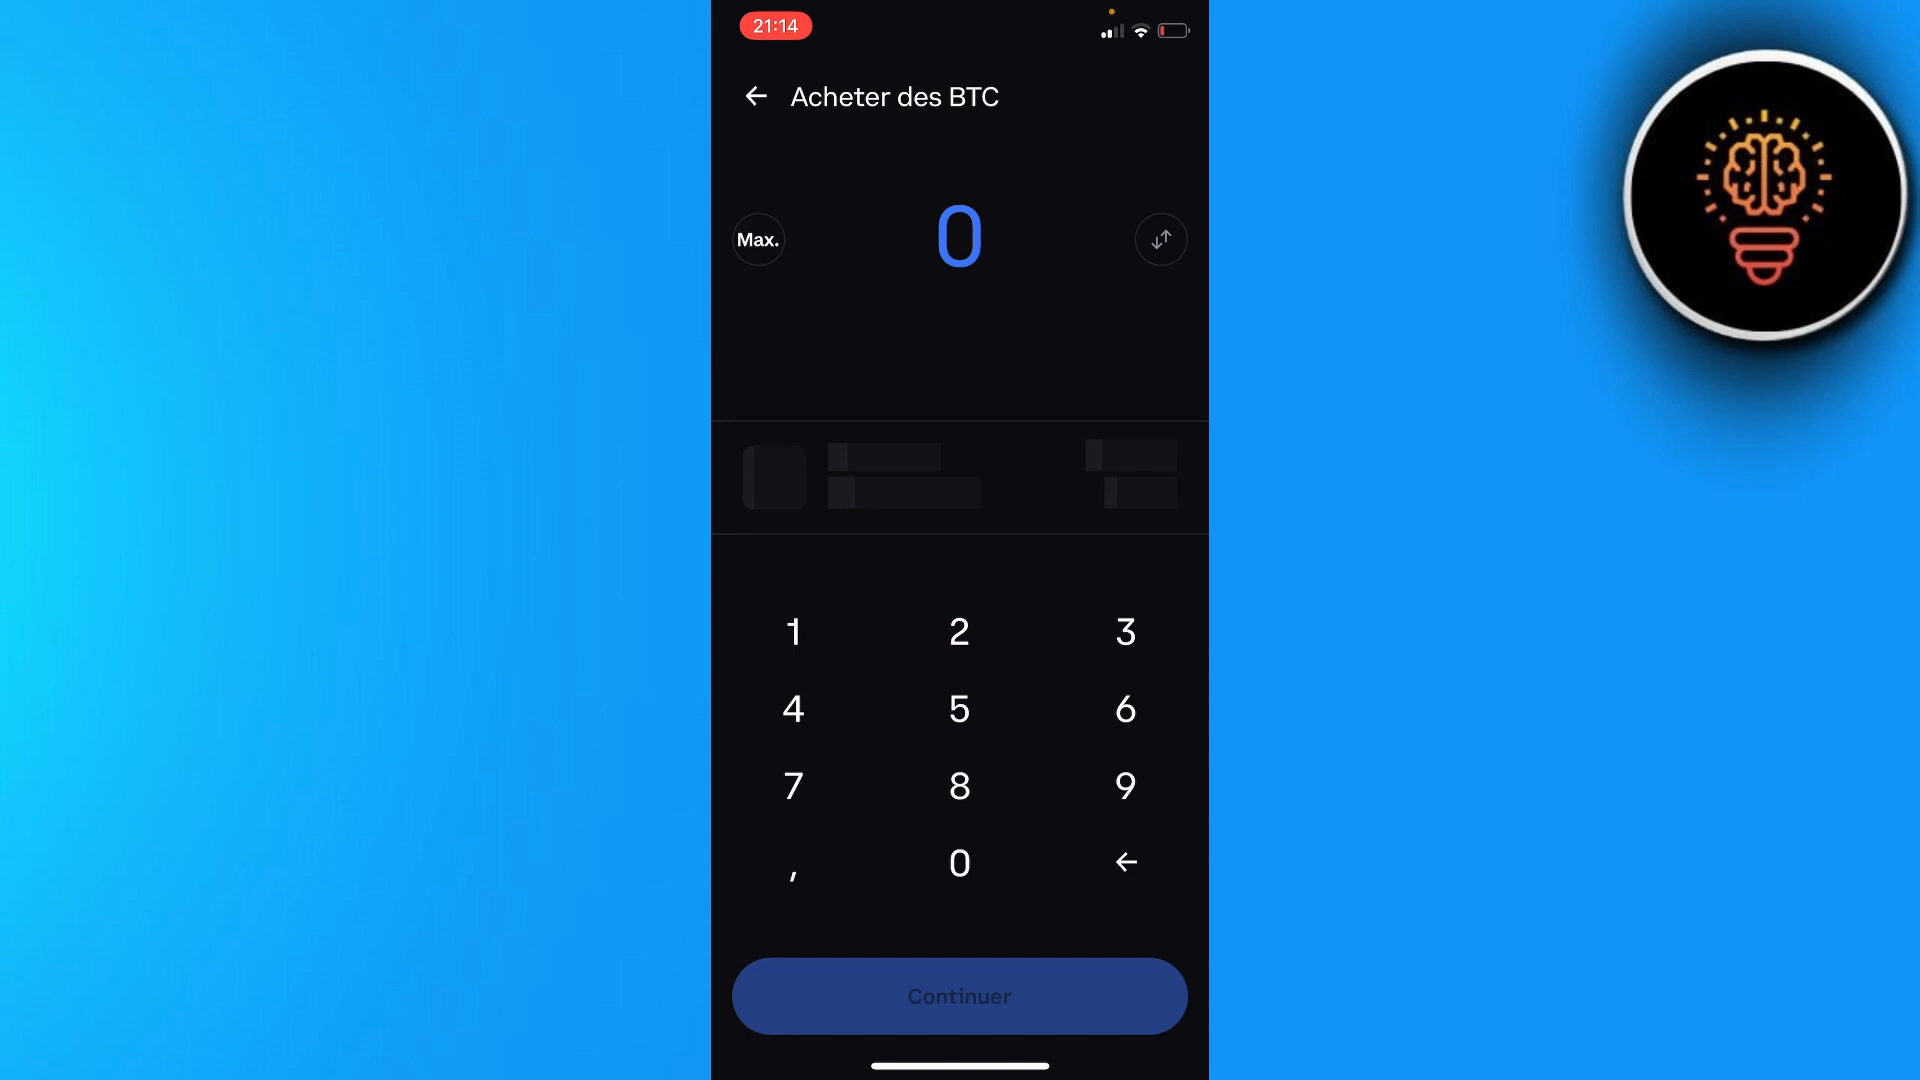 21:14
Acheter des BTC
Max.
0
1 2 3
4 5 6
7 8 9
, 0
Continuer